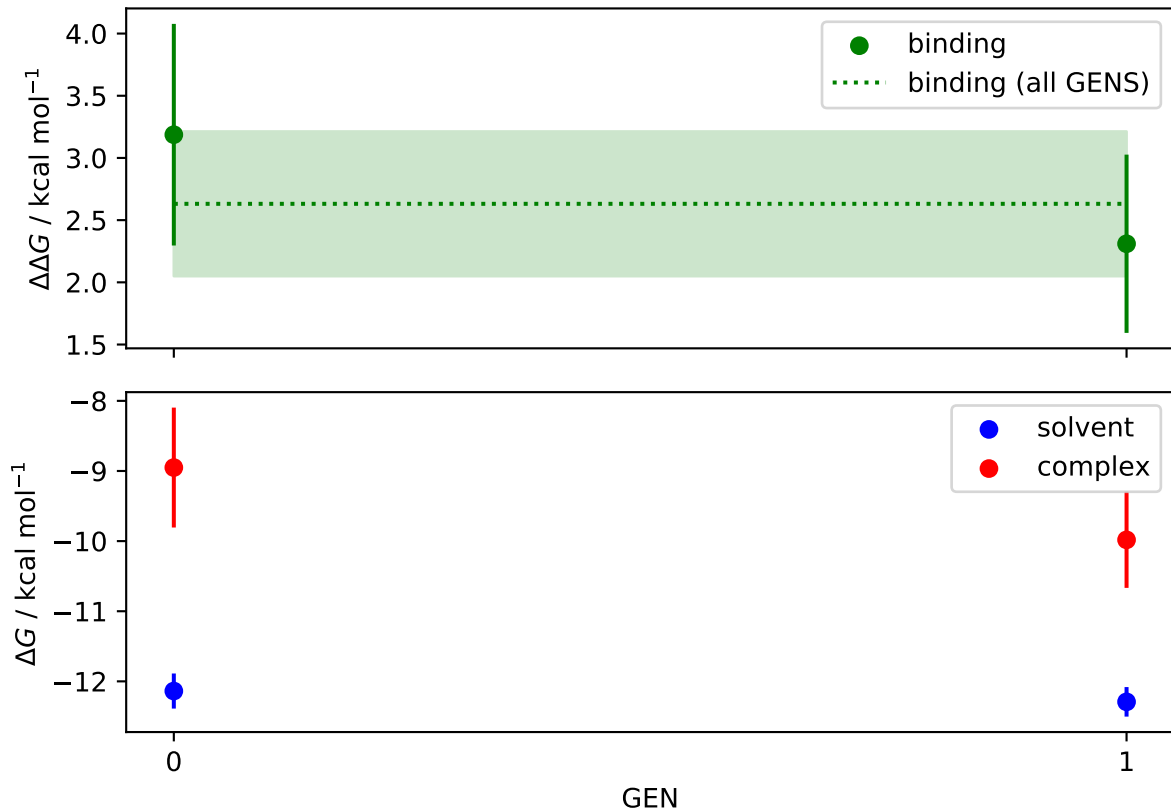 4.0
3.5
3.0
2.5
2.0
1.5
ΔΔG / kcal mol⁻¹
binding
binding (all GENS)
−8
−9
−10
−11
−12
ΔG / kcal mol⁻¹
solvent
complex
0
1
GEN